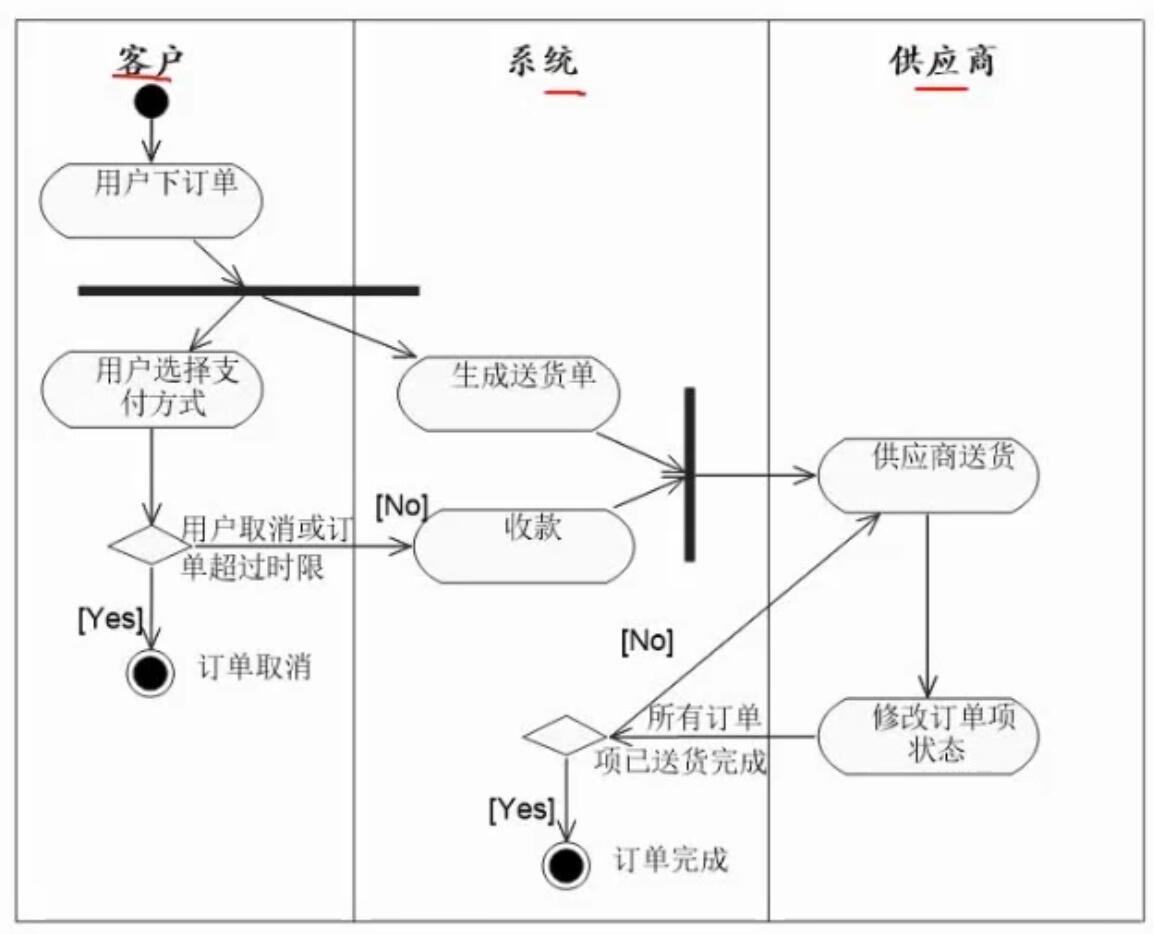 客户
系统
供应商
用户下订单
用户选择支
付方式
生成送货单
供应商送货
[No]
用户取消或订
单超过时限
收款
[Yes]
订单取消
[No]
所有订单
项已送货完成
修改订单项
状态
[Yes]
订单完成